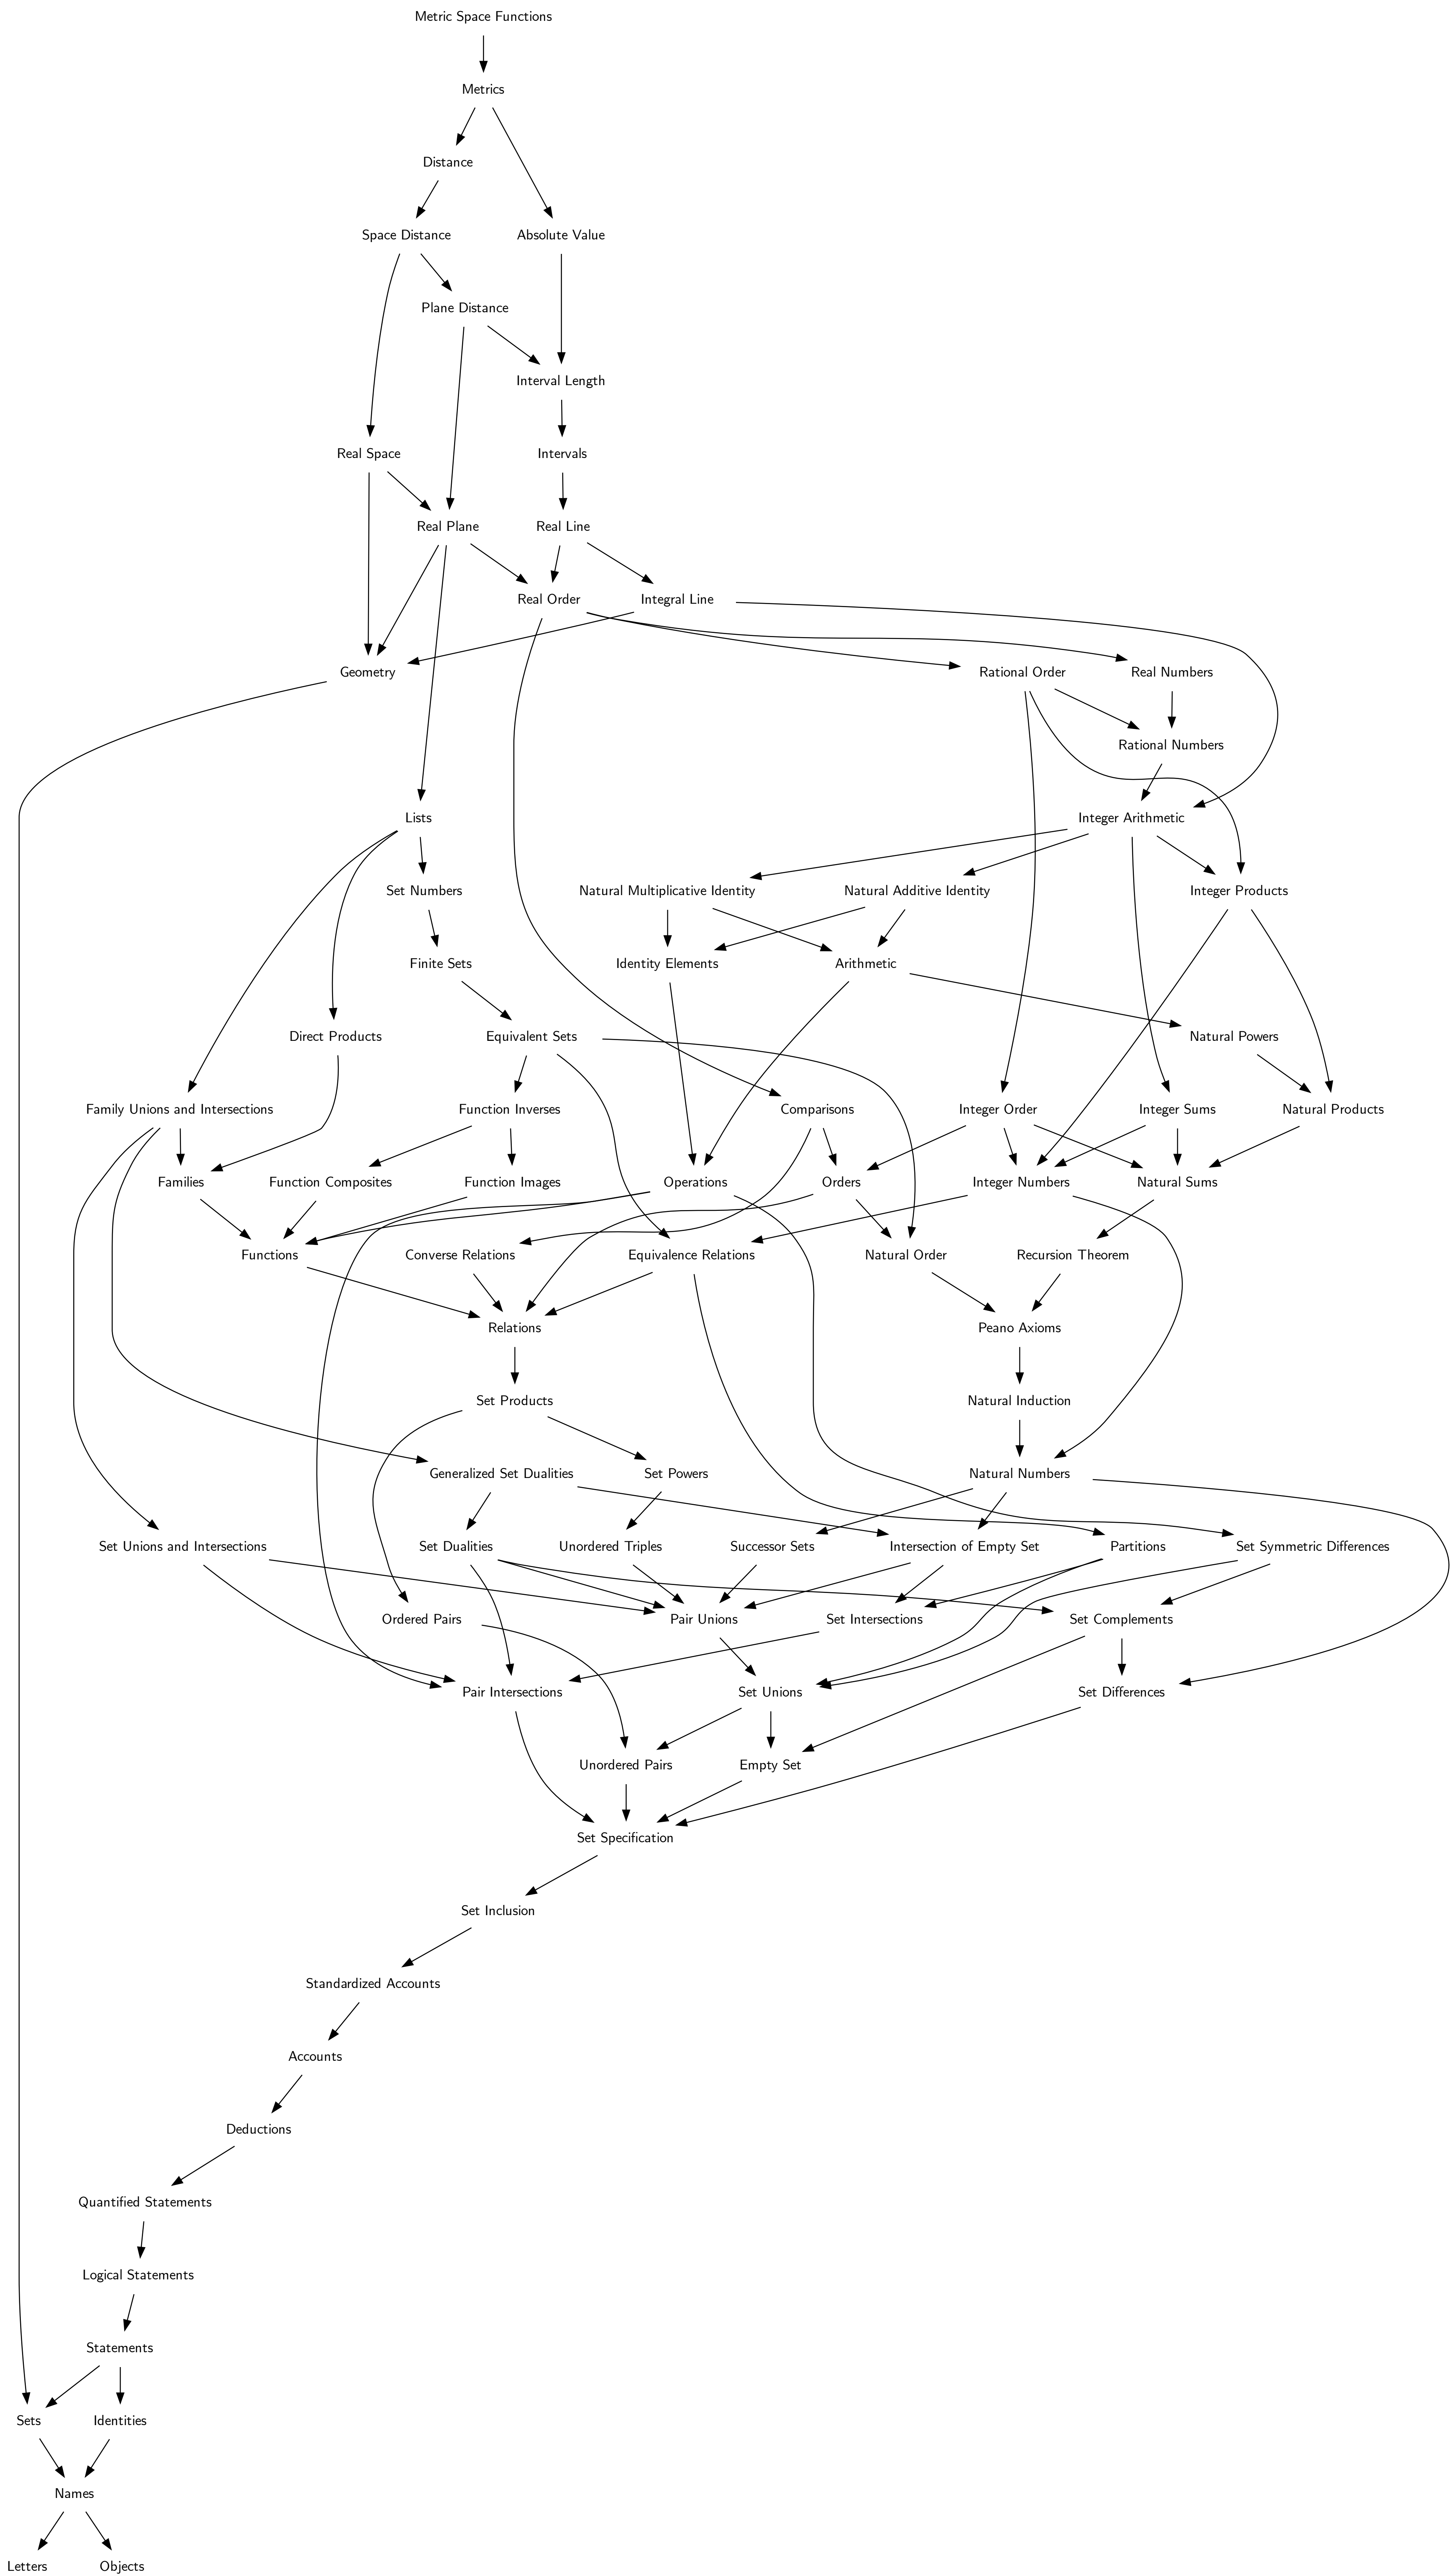 Metric Space Functions
Metrics
Distance
Space Distance
Absolute Value
Plane Distance
Interval Length
Real Space
Intervals
Real Plane
Real Line
Real Order
Integral Line
Geometry
Rational Order
Real Numbers
Rational Numbers
Lists
Integer Arithmetic
Set Numbers
Natural Multiplicative Identity
Natural Additive Identity
Integer Products
Finite Sets
Identity Elements
Arithmetic
Direct Products
Equivalent Sets
Natural Powers
Family Unions and Intersections
Function Inverses
Comparisons
Integer Order
Integer Sums
Natural Products
Families
Function Composites
Function Images
Operations
Orders
Integer Numbers
Natural Sums
Functions
Converse Relations
Equivalence Relations
Natural Order
Recursion Theorem
Relations
Peano Axioms
Set Products
Natural Induction
Generalized Set Dualities
Set Powers
Natural Numbers
Set Unions and Intersections
Set Dualities
Unordered Triples
Successor Sets
Intersection of Empty Set
Partitions
Set Symmetric Differences
Ordered Pairs
Pair Unions
Set Intersections
Set Complements
Pair Intersections
Set Unions
Set Differences
Unordered Pairs
Empty Set
Set Specification
Set Inclusion
Standardized Accounts
Accounts
Deductions
Quantified Statements
Logical Statements
Statements
Sets
Identities
Names
Letters
Objects